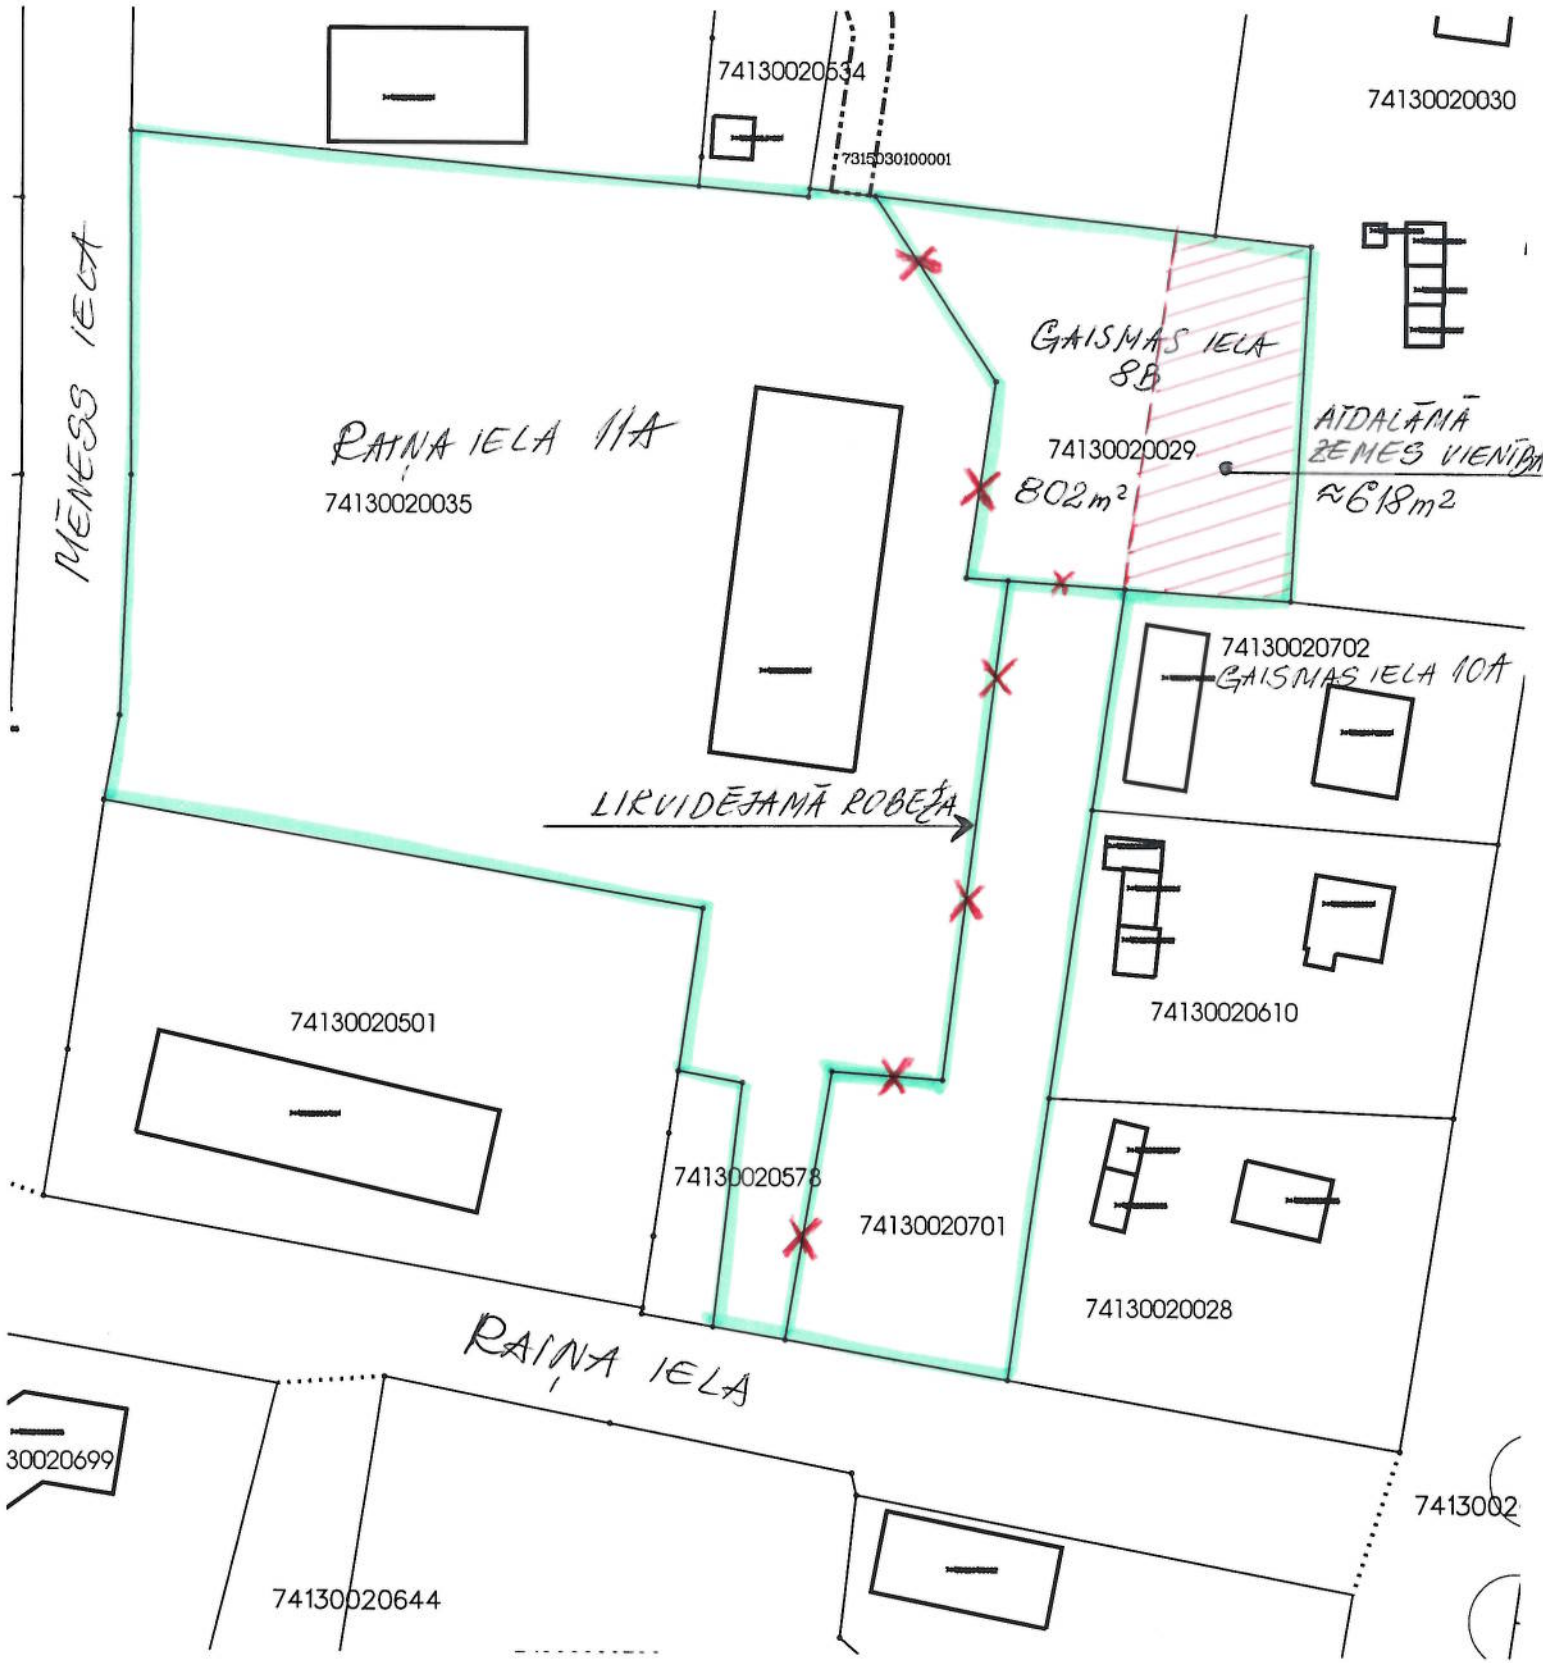 74130020534
74130020030
7315030100001
MĒNESS IELA
GAISMAS IELA
8B
RAIŅA IELA 11A
74130020035
74130020029
802m²
ATDALĀMĀ
ZEMES VIENĪBA
≈618m²
74130020702
GAISMAS IELA 10A
LIKVIDĒJAMĀ ROBEŽA
74130020501
74130020610
74130020578
74130020701
74130020028
RAIŅA IELA
30020699
7413002
74130020644